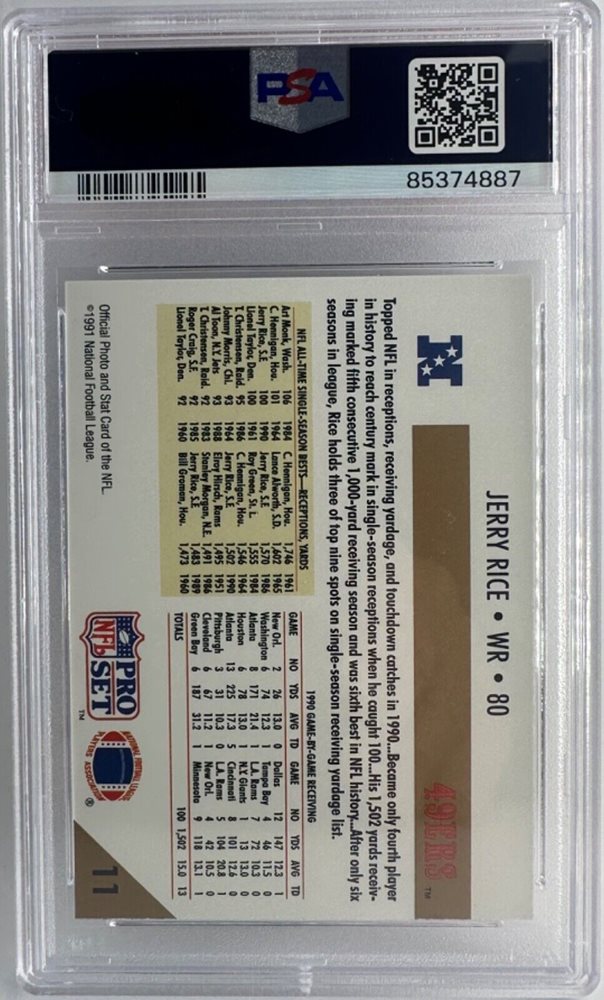 PSA
85374887
JERRY RICE • WR • 80
N
49ERS TM
Topped NFL in receptions, receiving yardage, and touchdown catches in 1990...Became only fourth player
in history to reach century mark in single-season receptions when he caught 100...His 1,502 yards receiv-
ing marked fifth consecutive 1,000-yard receiving season and was sixth best in NFL history...After only six
seasons in league, Rice holds three of top nine spots on single-season receiving yardage list.
NFL ALL-TIME SINGLE-SEASON BESTS—RECEPTIONS, YARDS
Art Monk, Wash. 106 1984 C. Hennigan, Hou. 1,746 1961
C. Hennigan, Hou. 101 1964 Lance Alworth, S.D. 1,602 1965
Jerry Rice, S.F. 100 1990 Jerry Rice, S.F. 1,570 1986
Lionel Taylor, Den. 100 1961 Roy Green, St. L. 1,555 1984
T. Christensen, Raid. 95 1986 C. Hennigan, Hou. 1,546 1964
Johnny Morris, Chi. 93 1964 Jerry Rice, S.F. 1,502 1990
Al Toon, N.Y. Jets 93 1988 Elroy Hirsch, Rams 1,495 1951
T. Christensen, Raid. 92 1983 Stanley Morgan, N.E. 1,491 1986
Roger Craig, S.F. 92 1985 Jerry Rice, S.F. 1,483 1989
Lionel Taylor, Den. 92 1960 Bill Groman, Hou. 1,473 1960
1990 GAME-BY-GAME RECEIVING
GAME NO YDS AVG TD GAME NO YDS AVG TD
New Orl. 2 26 13.0 0 Dallas 12 147 12.3 1
Washington 6 74 12.3 1 Tampa Bay 4 46 11.5 0
Atlanta 8 171 21.4 1 L.A. Rams 7 72 10.3 0
Houston 6 78 13.0 1 N.Y. Giants 1 13 13.0 0
Atlanta 13 225 17.3 5 Cincinnati 8 101 12.6 0
Pittsburgh 3 31 10.3 0 L.A. Rams 5 104 20.8 1
Cleveland 6 67 11.2 1 New Orl. 4 42 10.5 0
Green Bay 6 187 31.2 1 Minnesota 9 118 13.1 1
TOTALS 100 1,502 15.0 13
Official Photo and Stat Card of the NFL.
©1991 National Football League.
NFL PRO SET TM
NATIONAL FOOTBALL LEAGUE PLAYERS ASSOCIATION ®
11